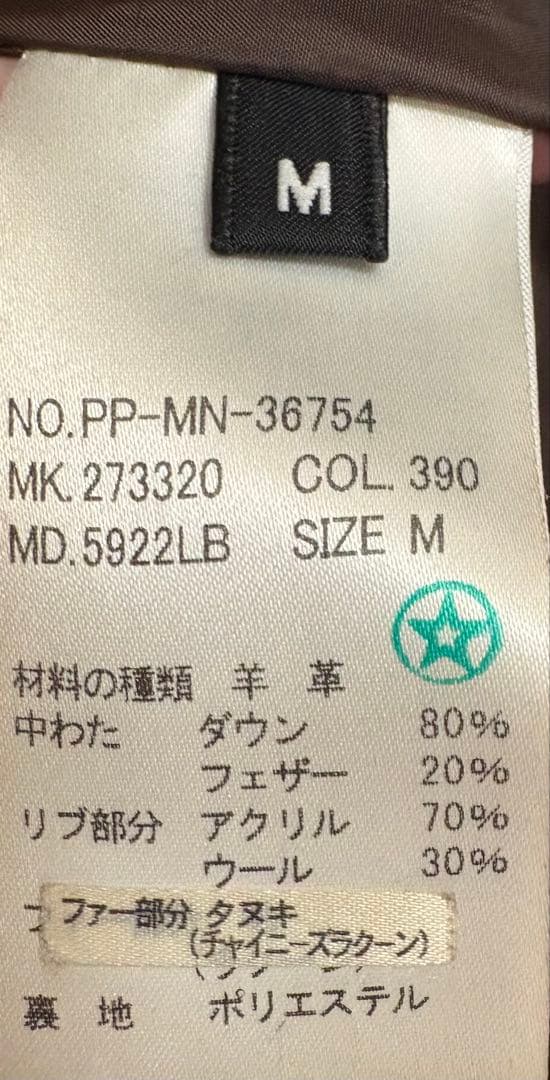 M
NO.PP-MN-36754
MK.273320 COL.390
MD.5922LB SIZE M
材料の種類 羊 革
中わた ダウン 80%
フェザー 20%
リブ部分 アクリル 70%
ウール 30%
ファー部分 タヌキ
(チャイニーズラクーン)
裏 地 ポリエステル